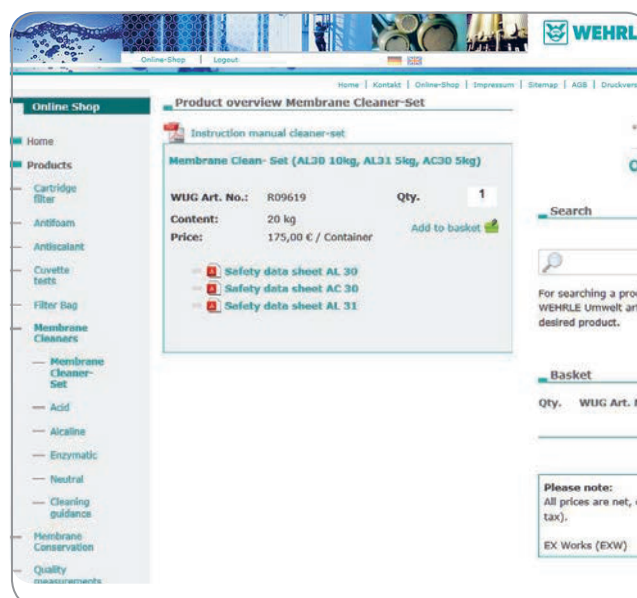 WEHRLE
Online-Shop | Logout
Home | Kontakt | Online-Shop | Impressum | Sitemap | AGB |
Online Shop
Home
Products
Cartridge
filter
Antifoam
Antiscalant
Cuvette
tests
Filter Bag
Membrane
Cleaners
Membrane
Cleaner-
Set
Acid
Alcaline
Enzymatic
Neutral
Cleaning
guidance
Membrane
Conservation
Quality
measurements
Product overview Membrane Cleaner-Set
Instruction manual cleaner-set
Membrane Clean- Set (AL30 10kg, AL31 5kg, AC30 5kg)
WUG Art. No.: R09619 Qty. 1
Content: 20 kg
Add to basket
Price: 175,00 € / Container
Safety data sheet AL 30
Safety data sheet AC 30
Safety data sheet AL 31
Search
For searching a
WEHRLE Umwelt
desired product.
Basket
Qty. WUG Art.
Please note:
All prices are net,
tax).
EX Works (EXW)